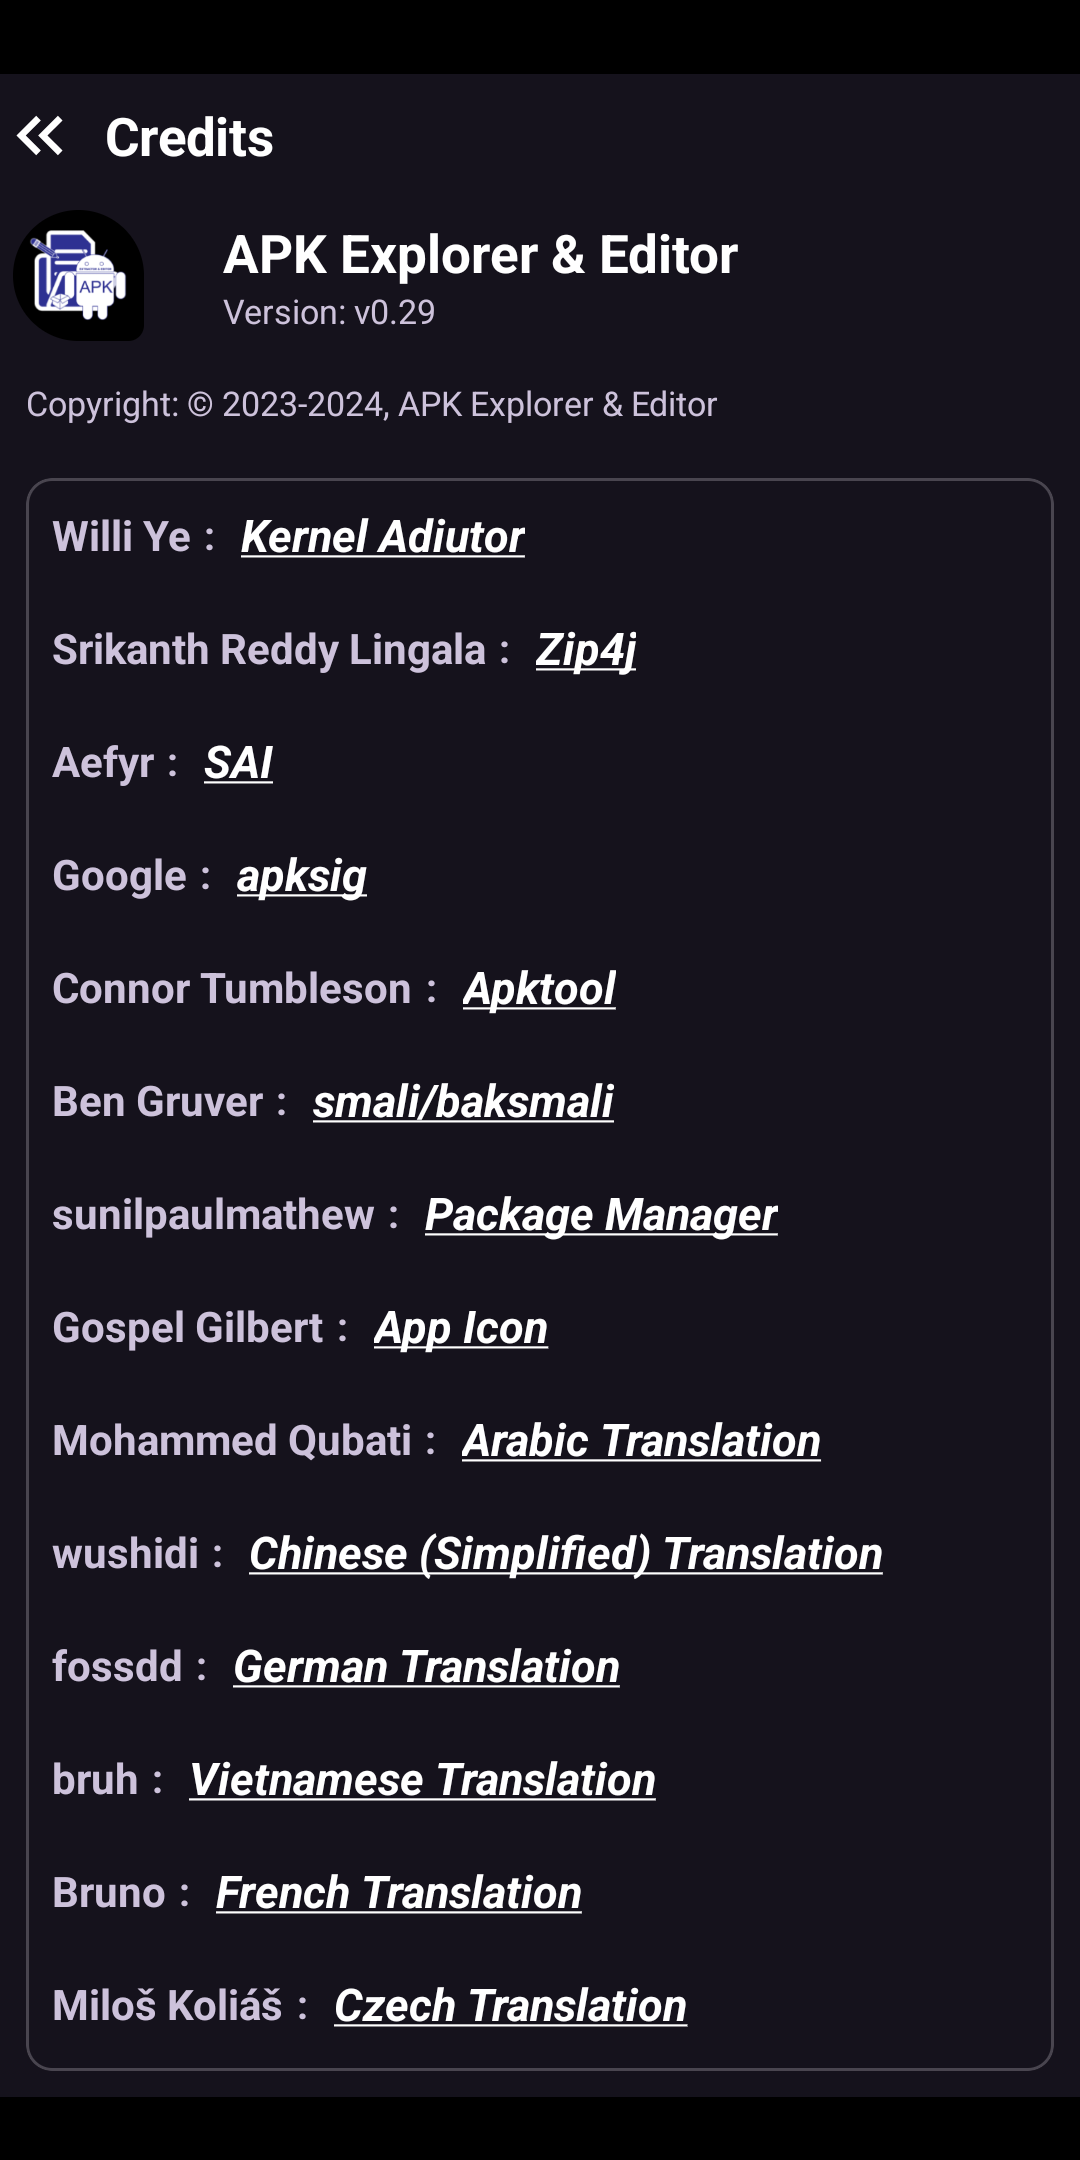 Credits
APK
APK Explorer & Editor
Version: v0.29
Copyright: © 2023-2024, APK Explorer & Editor
Willi Ye : Kernel Adiutor
Srikanth Reddy Lingala : Zip4j
Aefyr : SAI
Google : apksig
Connor Tumbleson : Apktool
Ben Gruver : smali/baksmali
sunilpaulmathew : Package Manager
Gospel Gilbert : App Icon
Mohammed Qubati : Arabic Translation
wushidi : Chinese (Simplified) Translation
fossdd : German Translation
bruh : Vietnamese Translation
Bruno : French Translation
Miloš Koliáš : Czech Translation